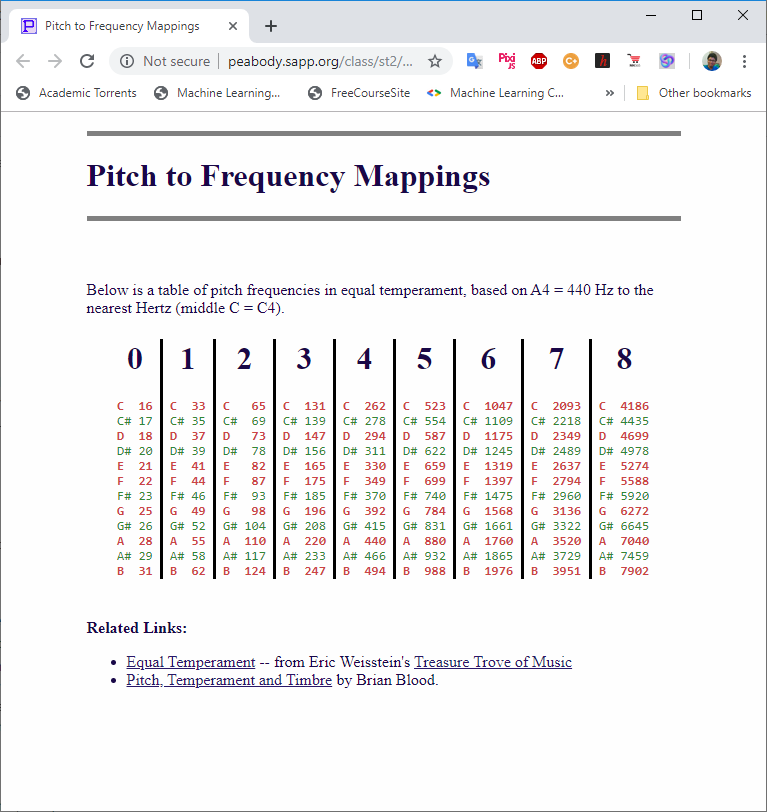 Pitch to Frequency Mappings
Not secure | peabody.sapp.org/class/st2/...
Pixi JS ABP C+ h
Academic Torrents Machine Learning... FreeCourseSite Machine Learning C... » Other bookmarks
Pitch to Frequency Mappings
Below is a table of pitch frequencies in equal temperament, based on A4 = 440 Hz to the
nearest Hertz (middle C = C4).
0 1 2 3 4 5 6 7 8
C 16 C 33 C 65 C 131 C 262 C 523 C 1047 C 2093 C 4186
C# 17 C# 35 C# 69 C# 139 C# 278 C# 554 C# 1109 C# 2218 C# 4435
D 18 D 37 D 73 D 147 D 294 D 587 D 1175 D 2349 D 4699
D# 20 D# 39 D# 78 D# 156 D# 311 D# 622 D# 1245 D# 2489 D# 4978
E 21 E 41 E 82 E 165 E 330 E 659 E 1319 E 2637 E 5274
F 22 F 44 F 87 F 175 F 349 F 699 F 1397 F 2794 F 5588
F# 23 F# 46 F# 93 F# 185 F# 370 F# 740 F# 1475 F# 2960 F# 5920
G 25 G 49 G 98 G 196 G 392 G 784 G 1568 G 3136 G 6272
G# 26 G# 52 G# 104 G# 208 G# 415 G# 831 G# 1661 G# 3322 G# 6645
A 28 A 55 A 110 A 220 A 440 A 880 A 1760 A 3520 A 7040
A# 29 A# 58 A# 117 A# 233 A# 466 A# 932 A# 1865 A# 3729 A# 7459
B 31 B 62 B 124 B 247 B 494 B 988 B 1976 B 3951 B 7902
Related Links:
• Equal Temperament -- from Eric Weisstein's Treasure Trove of Music
• Pitch, Temperament and Timbre by Brian Blood.